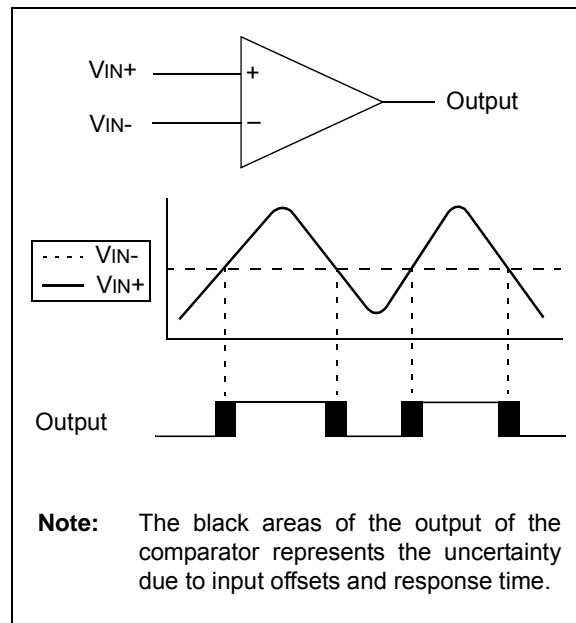 VIN+
+
Output
VIN-
–
VIN-
VIN+
Output
Note: The black areas of the output of the
comparator represents the uncertainty
due to input offsets and response time.